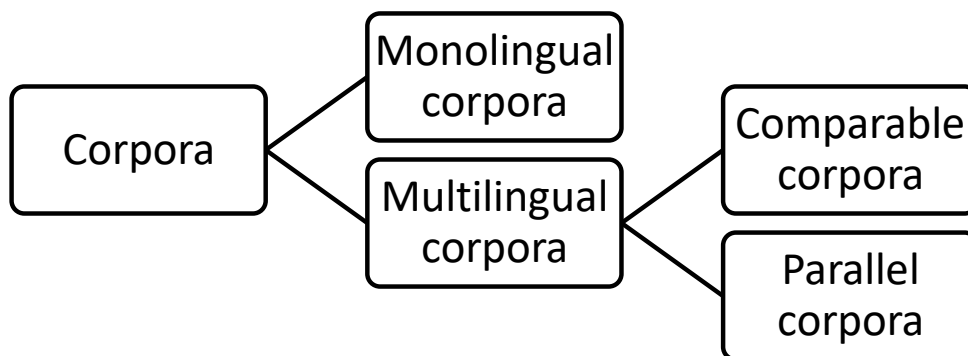 Corpora
Monolingual
corpora
Multilingual
corpora
Comparable
corpora
Parallel
corpora